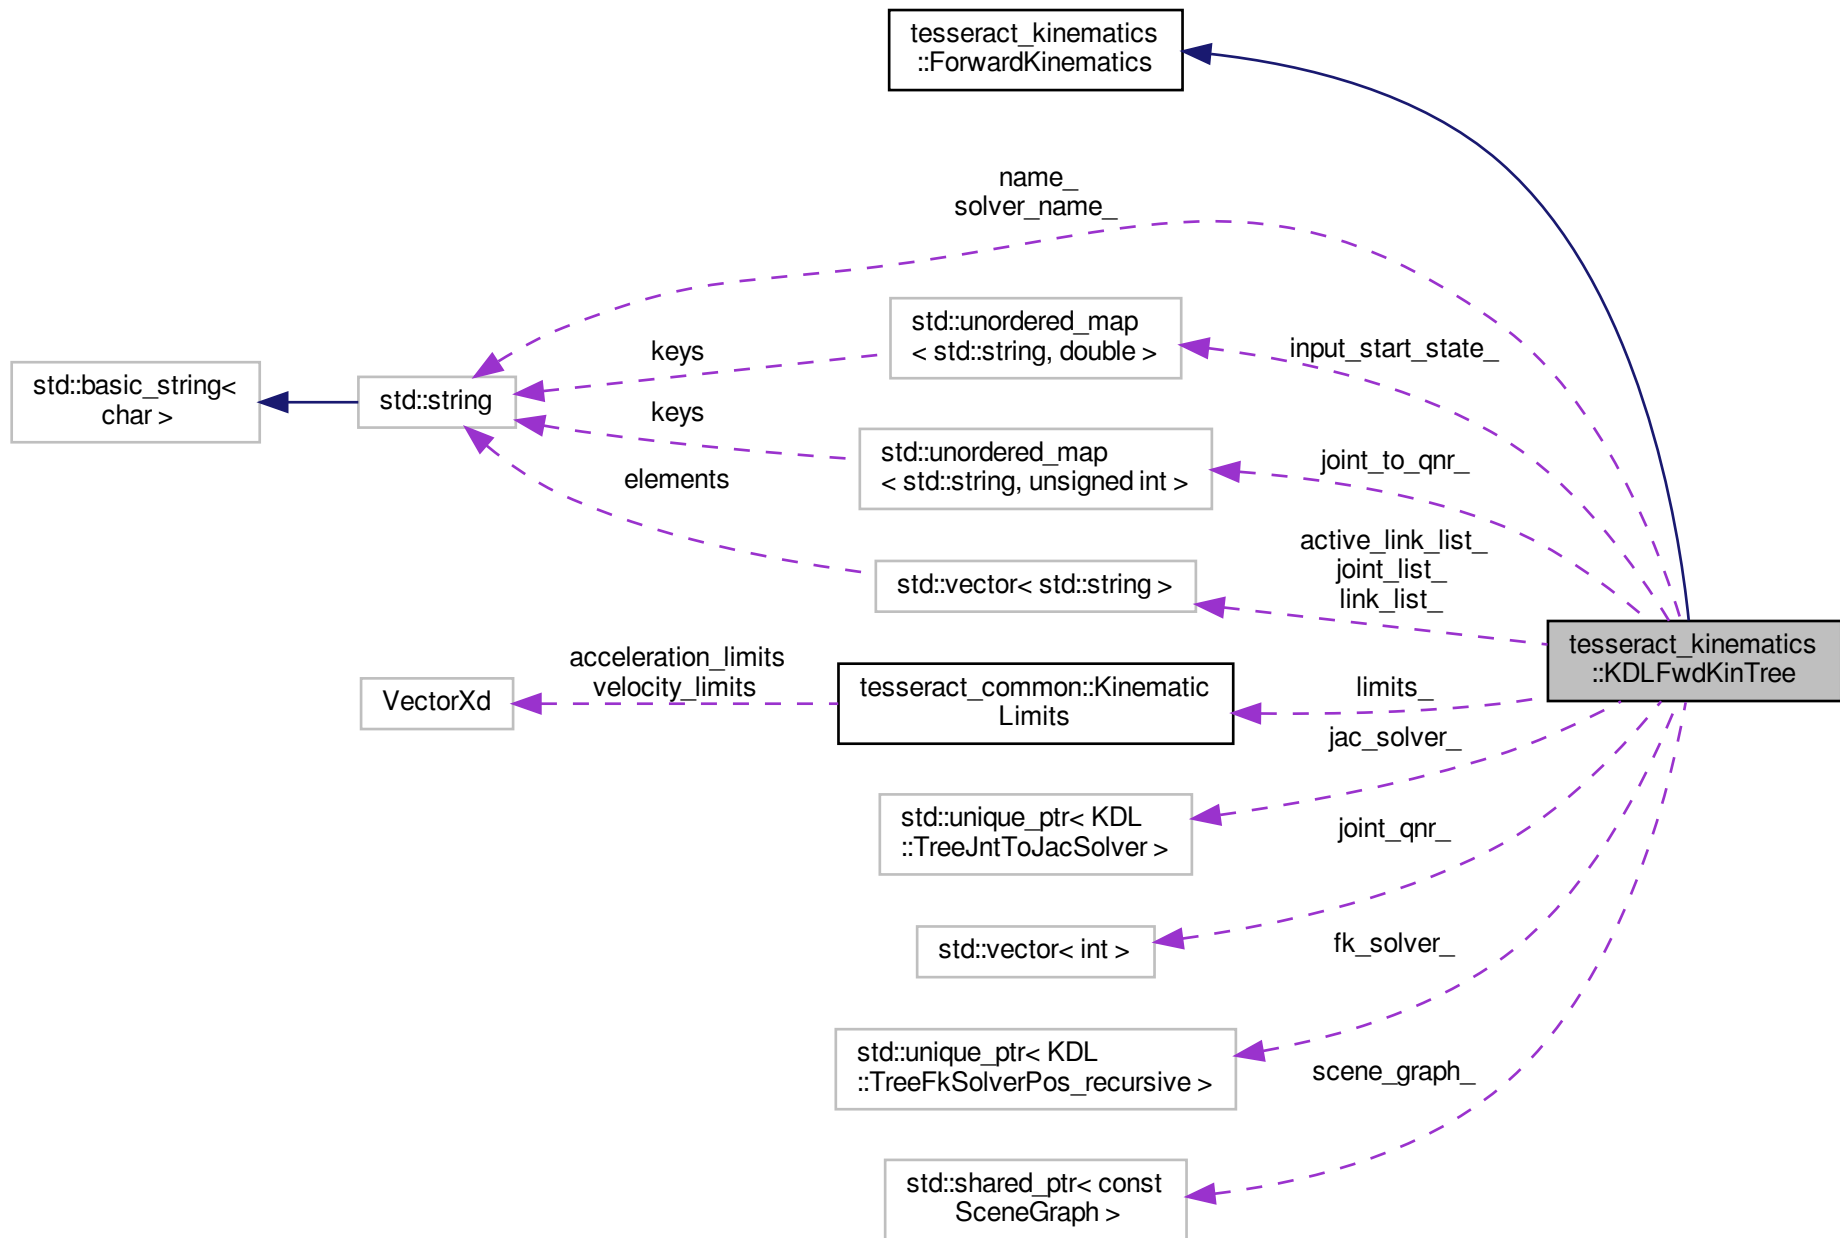 tesseract_kinematics
::ForwardKinematics
name_
solver_name_
std::unordered_map
< std::string, double >
input_start_state_
keys
std::basic_string<
char >
std::string
keys
std::unordered_map
< std::string, unsigned int >
joint_to_qnr_
elements
std::vector< std::string >
active_link_list_
joint_list_
link_list_
tesseract_kinematics
::KDLFwdKinTree
acceleration_limits
velocity_limits
VectorXd
tesseract_common::Kinematic
Limits
limits_
jac_solver_
std::unique_ptr< KDL
::TreeJntToJacSolver >
joint_qnr_
std::vector< int >
fk_solver_
std::unique_ptr< KDL
::TreeFkSolverPos_recursive >
scene_graph_
std::shared_ptr< const
SceneGraph >